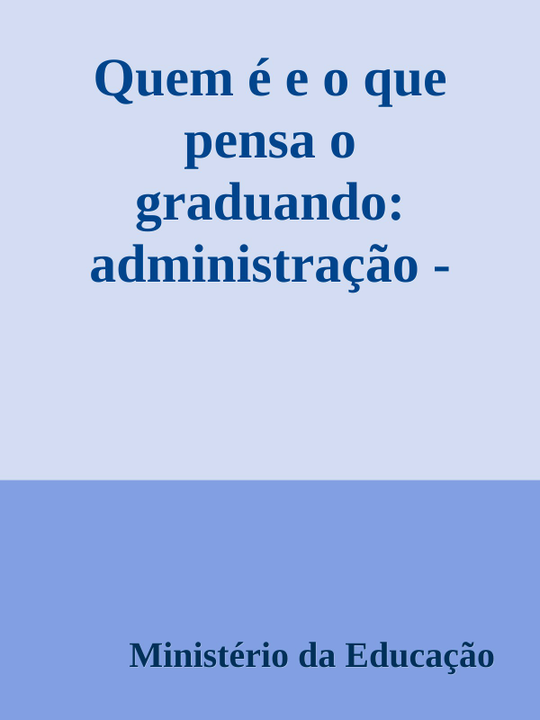 Quem é e o que
pensa o
graduando:
administração -
Ministério da Educação